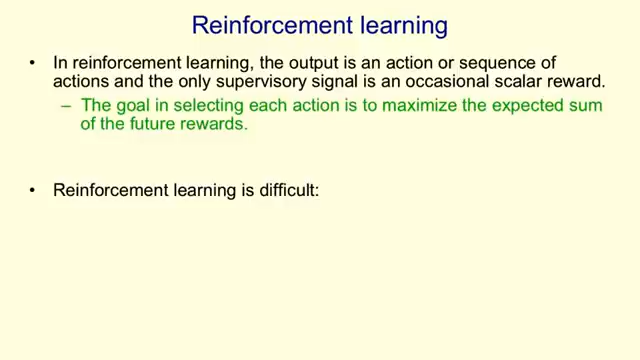 Reinforcement learning
• In reinforcement learning, the output is an action or sequence of
actions and the only supervisory signal is an occasional scalar reward.
– The goal in selecting each action is to maximize the expected sum
of the future rewards.
• Reinforcement learning is difficult: